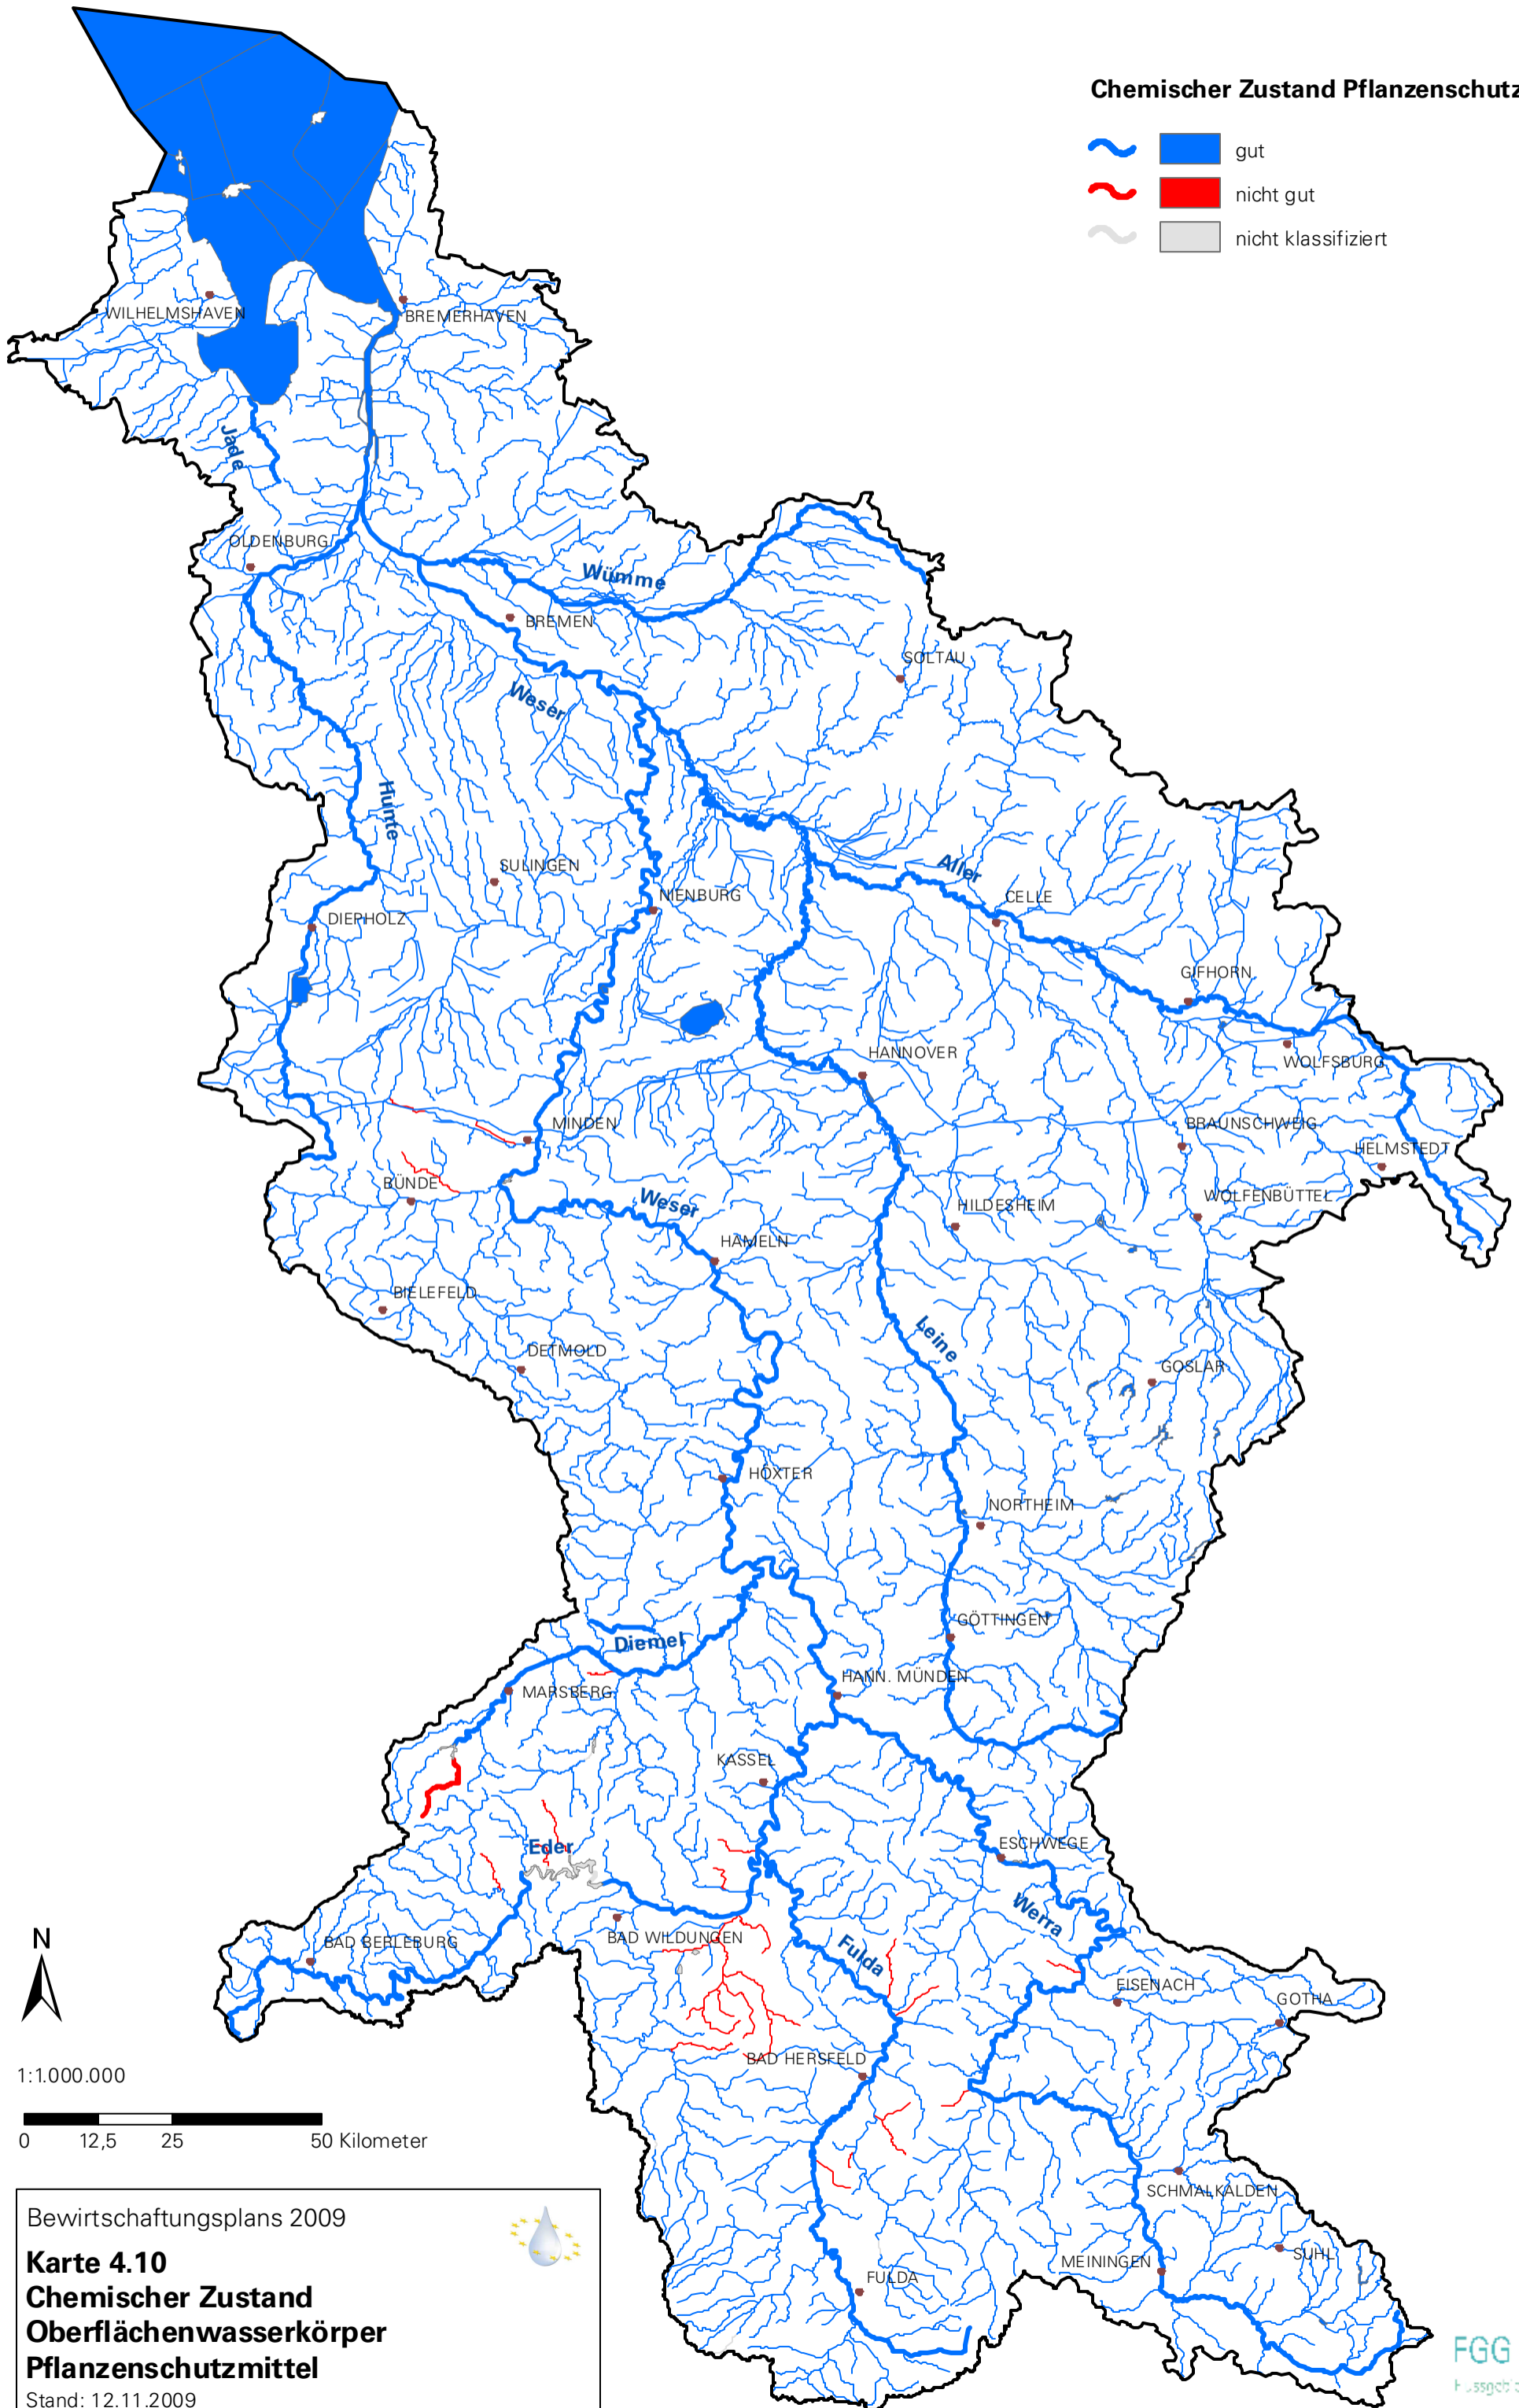 Chemischer Zustand Pflanzenschutz
gut
nicht gut
nicht klassifiziert
WILHELMSHAVEN
BREMERHAVEN
Jade
OLDENBURG
Wümme
BREMEN
SOLTAU
Weser
Hunte
SULINGEN
Aller
NIENBURG
CELLE
DIEPHOLZ
GIFHORN
HANNOVER
WOLFSBURG
MINDEN
BRAUNSCHWEIG
HELMSTEDT
BÜNDE
Weser
HILDESHEIM
WOLFENBÜTTEL
HAMELN
BIELEFELD
Leine
DETMOLD
GOSLAR
HÖXTER
NORTHEIM
GÖTTINGEN
Diemel
HANN. MÜNDEN
MARSBERG
KASSEL
Eder
ESCHWEGE
Werra
BAD WILDUNGEN
BAD BERLEBURG
Fulda
EISENACH
GOTHA
N
BAD HERSFELD
1:1.000.000
0 12,5 25 50 Kilometer
SCHMALKALDEN
MEININGEN
SUHL
FULDA
Bewirtschaftungsplans 2009
Karte 4.10
Chemischer Zustand
Oberflächenwasserkörper
Pflanzenschutzmittel
Stand: 12.11.2009
FGG